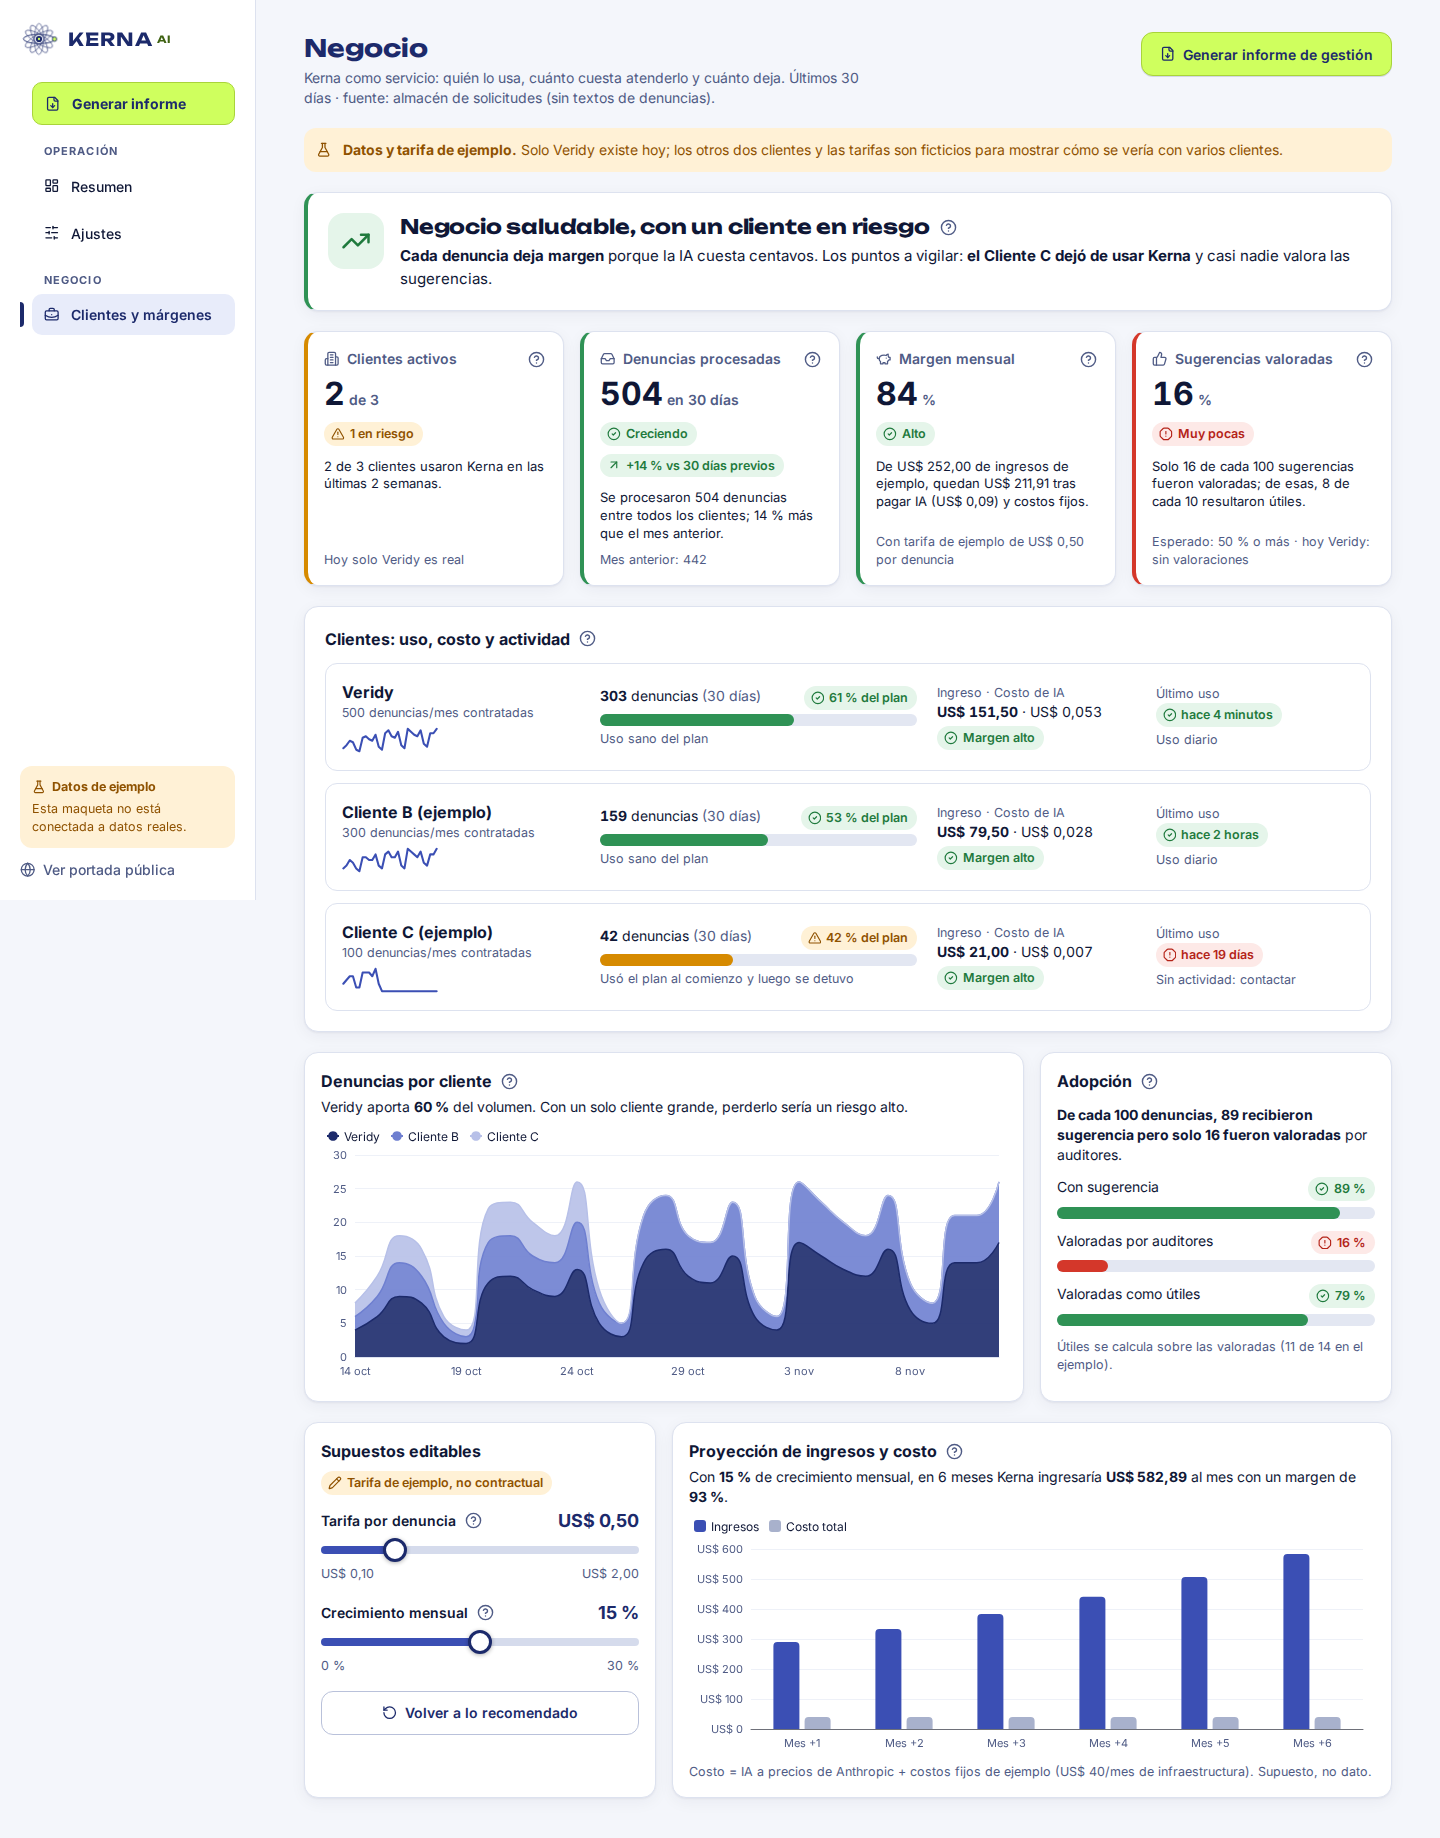 KERNA AI
Generar informe
OPERACIÓN
Resumen
Ajustes
NEGOCIO
Clientes y márgenes
Datos de ejemplo
Esta maqueta no está
conectada a datos reales.
Ver portada pública
Negocio
Kerna como servicio: quién lo usa, cuánto cuesta atenderlo y cuánto deja. Últimos 30
días · fuente: almacén de solicitudes (sin textos de denuncias).
Generar informe de gestión
Datos y tarifa de ejemplo. Solo Veridy existe hoy; los otros dos clientes y las tarifas son ficticios para mostrar cómo se vería con varios clientes.
Negocio saludable, con un cliente en riesgo
Cada denuncia deja margen porque la IA cuesta centavos. Los puntos a vigilar: el Cliente C dejó de usar Kerna y casi nadie valora las
sugerencias.
Clientes activos
2 de 3
1 en riesgo
2 de 3 clientes usaron Kerna en las
últimas 2 semanas.
Hoy solo Veridy es real
Denuncias procesadas
504 en 30 días
Creciendo
+14 % vs 30 días previos
Se procesaron 504 denuncias
entre todos los clientes; 14 % más
que el mes anterior.
Mes anterior: 442
Margen mensual
84 %
Alto
De US$ 252,00 de ingresos de
ejemplo, quedan US$ 211,91 tras
pagar IA (US$ 0,09) y costos fijos.
Con tarifa de ejemplo de US$ 0,50
por denuncia
Sugerencias valoradas
16 %
Muy pocas
Solo 16 de cada 100 sugerencias
fueron valoradas; de esas, 8 de
cada 10 resultaron útiles.
Esperado: 50 % o más · hoy Veridy:
sin valoraciones
Clientes: uso, costo y actividad
Veridy
500 denuncias/mes contratadas
303 denuncias (30 días)
61 % del plan
Uso sano del plan
Ingreso · Costo de IA
US$ 151,50 · US$ 0,053
Margen alto
Último uso
hace 4 minutos
Uso diario
Cliente B (ejemplo)
300 denuncias/mes contratadas
159 denuncias (30 días)
53 % del plan
Uso sano del plan
Ingreso · Costo de IA
US$ 79,50 · US$ 0,028
Margen alto
Último uso
hace 2 horas
Uso diario
Cliente C (ejemplo)
100 denuncias/mes contratadas
42 denuncias (30 días)
42 % del plan
Usó el plan al comienzo y luego se detuvo
Ingreso · Costo de IA
US$ 21,00 · US$ 0,007
Margen alto
Último uso
hace 19 días
Sin actividad: contactar
Denuncias por cliente
Veridy aporta 60 % del volumen. Con un solo cliente grande, perderlo sería un riesgo alto.
Veridy Cliente B Cliente C
30
25
20
15
10
5
0
14 oct 19 oct 24 oct 29 oct 3 nov 8 nov
Adopción
De cada 100 denuncias, 89 recibieron
sugerencia pero solo 16 fueron valoradas por
auditores.
Con sugerencia 89 %
Valoradas por auditores 16 %
Valoradas como útiles 79 %
Útiles se calcula sobre las valoradas (11 de 14 en el
ejemplo).
Supuestos editables
Tarifa de ejemplo, no contractual
Tarifa por denuncia US$ 0,50
US$ 0,10 US$ 2,00
Crecimiento mensual 15 %
0 % 30 %
Volver a lo recomendado
Proyección de ingresos y costo
Con 15 % de crecimiento mensual, en 6 meses Kerna ingresaría US$ 582,89 al mes con un margen de
93 %.
Ingresos Costo total
US$ 600
US$ 500
US$ 400
US$ 300
US$ 200
US$ 100
US$ 0
Mes +1 Mes +2 Mes +3 Mes +4 Mes +5 Mes +6
Costo = IA a precios de Anthropic + costos fijos de ejemplo (US$ 40/mes de infraestructura). Supuesto, no dato.